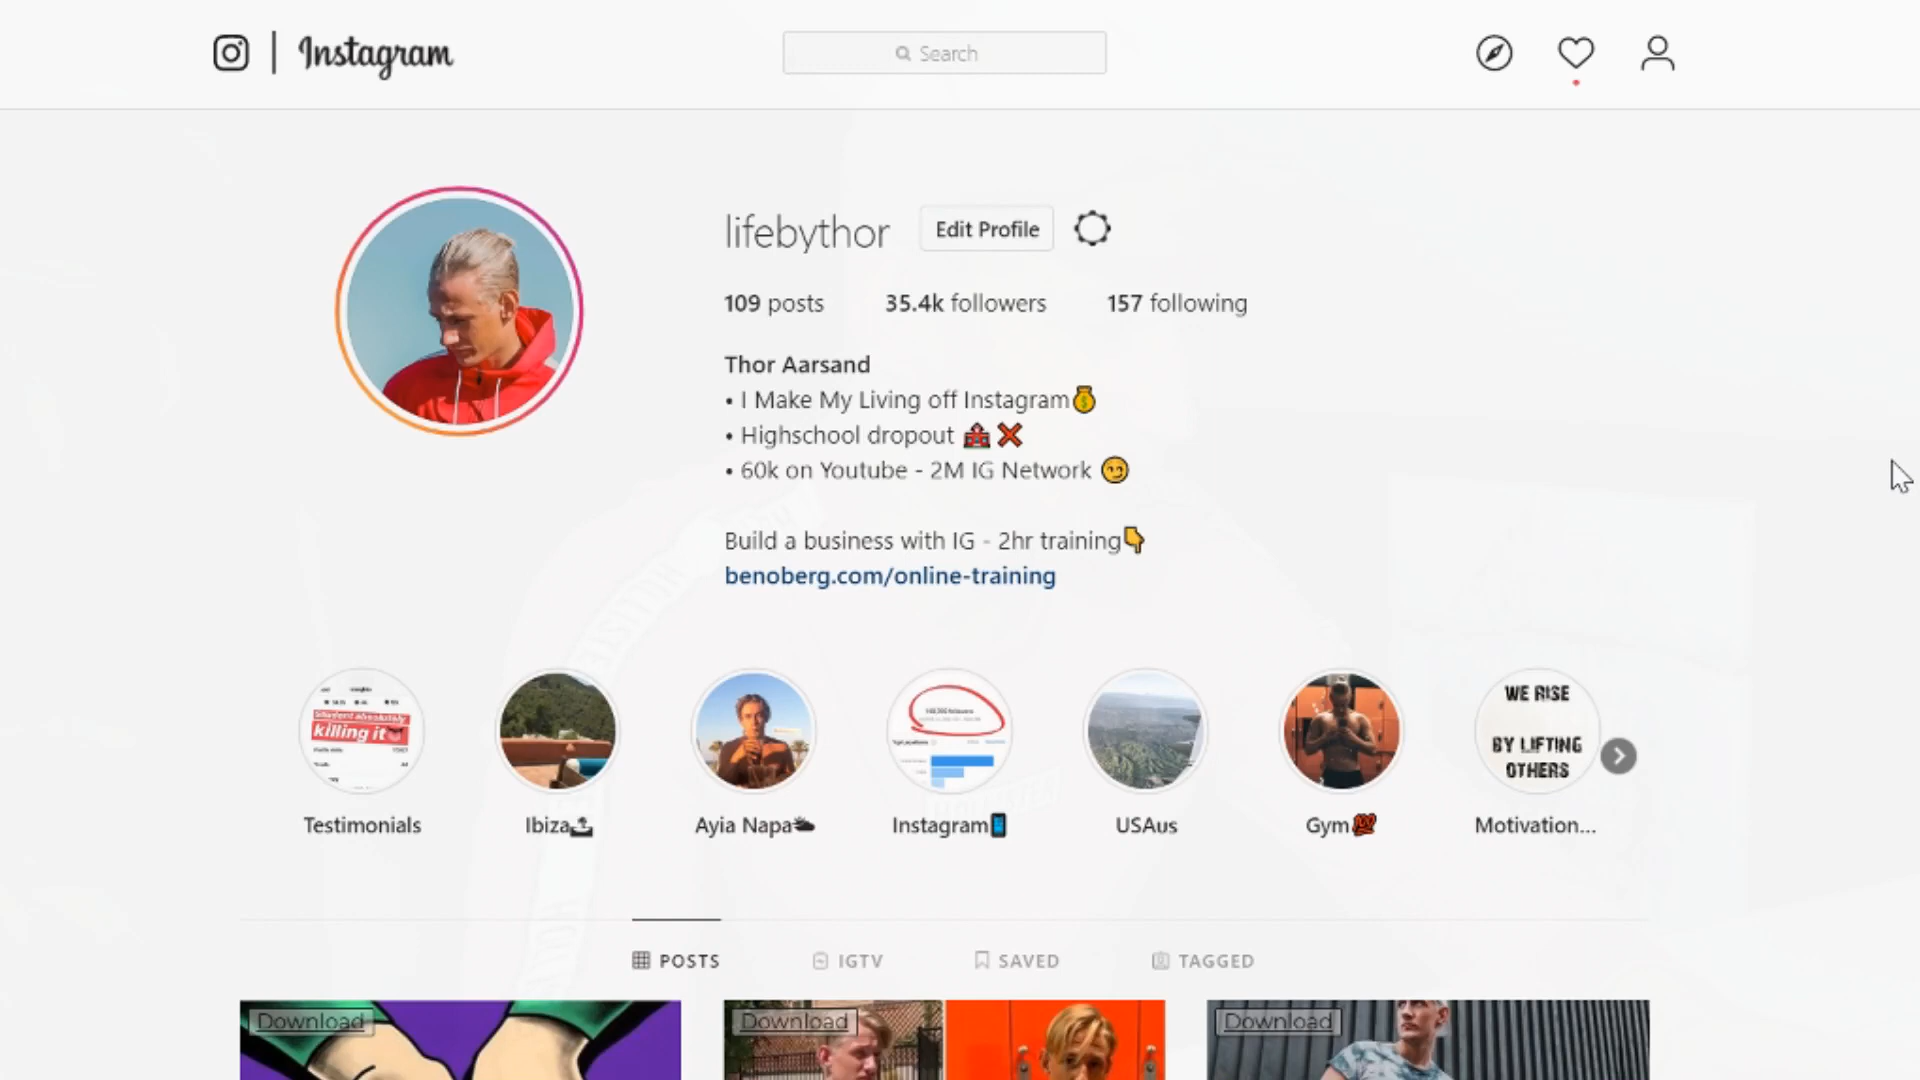 Instagram
Search
lifebythor
Edit Profile
109 posts
35.4k followers
157 following
Thor Aarsand
• I Make My Living off Instagram💰
• Highschool dropout 🏫❌
• 60k on Youtube - 2M IG Network 😏
Build a business with IG - 2hr training👇
benoberg.com/online-training
Student absolutely
killing it
WE RISE
BY LIFTING
OTHERS
Testimonials
Ibiza
Ayia Napa
Instagram📱
USAus
Gym💯
Motivation...
POSTS
IGTV
SAVED
TAGGED
Download
Download
Download